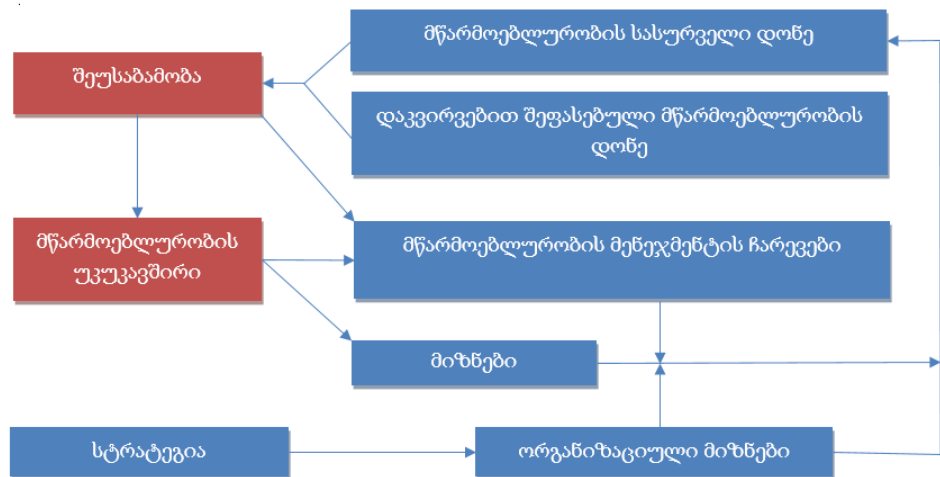 მწარმოებლურობის სასურველი დონე
შეუსაბამობა
დაკვირვებით შეფასებული მწარმოებლურობის
დონე
მწარმოებლურობის
უკუკავშირი
მწარმოებლურობის მენეჯმენტის ჩარევები
მიზნები
სტრატეგია
ორგანიზაციული მიზნები